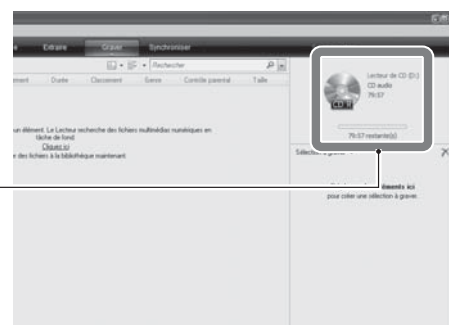 Extraire Graver Synchroniser
Rechercher
Durée Classement Genre Contrôle parental Taille
Lecteur de CD (D:)
CD audio
79:57
CD-R
79:57 restante(s)
un élément. Le Lecteur recherche des fichiers multimédias numériques en
tâche de fond.
Cliquez ici
des fichiers à la bibliothèque maintenant
éléments ici
pour créer une sélection à graver.